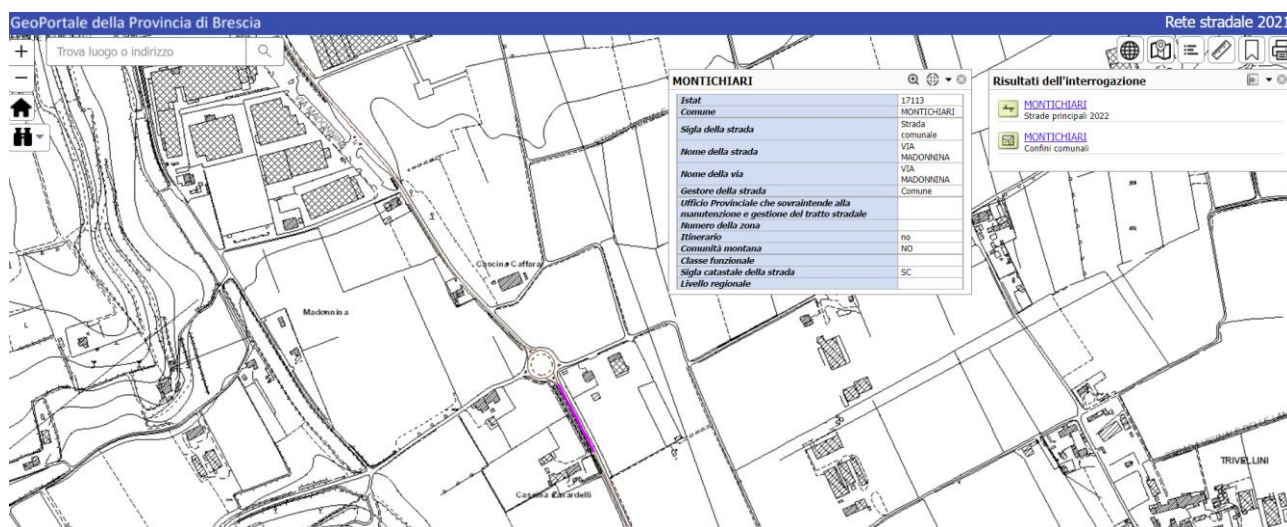 GeoPortale della Provincia di Brescia
Rete stradale 2021
+
Trova luogo o indirizzo
−
MONTICHIARI
Istat 17113
Comune MONTICHIARI
Sigla della strada Strada
comunale
Nome della strada VIA
MADONNINA
Nome della via VIA
MADONNINA
Gestore della strada Comune
Ufficio Provinciale che sovraintende alla
manutenzione e gestione del tratto stradale
Numero della zona
Itinerario no
Comunità montana NO
Classe funzionale
Sigla catastale della strada SC
Livello regionale
Risultati dell'interrogazione
MONTICHIARI
Strade principali 2022
MONTICHIARI
Confini comunali
Cascina Caffara
Madonnina
Cascina Zanardelli
TRIVELLINI